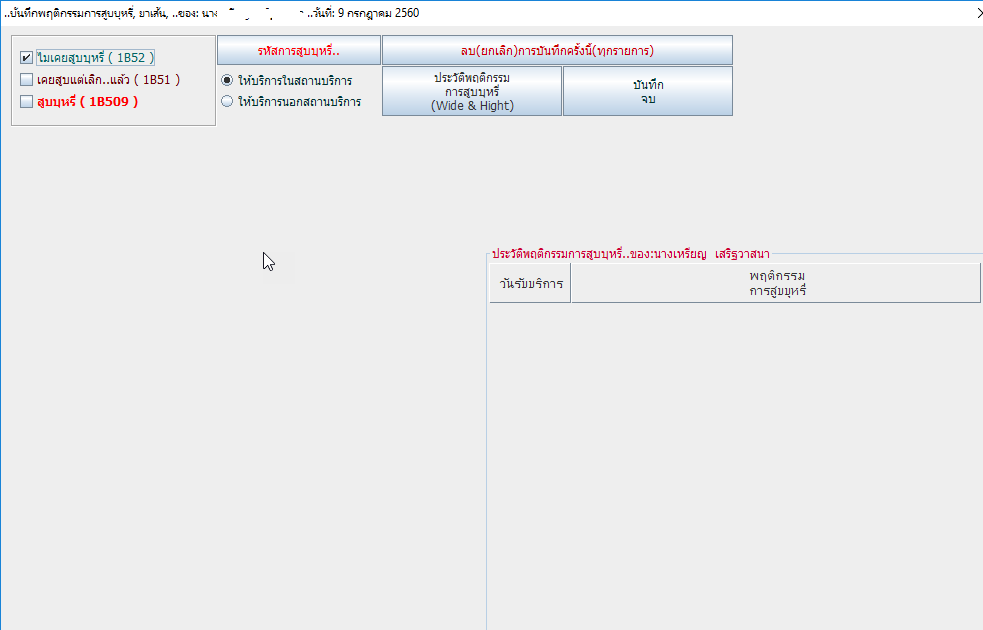 ..บันทึกพฤติกรรมการสูบบุหรี่, ยาเส้น, ..ของ: นาง ..วันที่: 9 กรกฎาคม 2560
ไม่เคยสูบบุหรี่ ( 1B52 )
เคยสูบแต่เลิก..แล้ว ( 1B51 )
สูบบุหรี่ ( 1B509 )
รหัสการสูบบุหรี่..
ลบ(ยกเลิก)การบันทึกครั้งนี้(ทุกรายการ)
ให้บริการในสถานบริการ
ให้บริการนอกสถานบริการ
ประวัติพฤติกรรม
การสูบบุหรี่
(Wide & Hight)
บันทึก
จบ
ประวัติพฤติกรรมการสูบบุหรี่..ของ:นางเหรียญ เสริฐวาสนา
วันรับบริการ
พฤติกรรม
การสูบบุหรี่